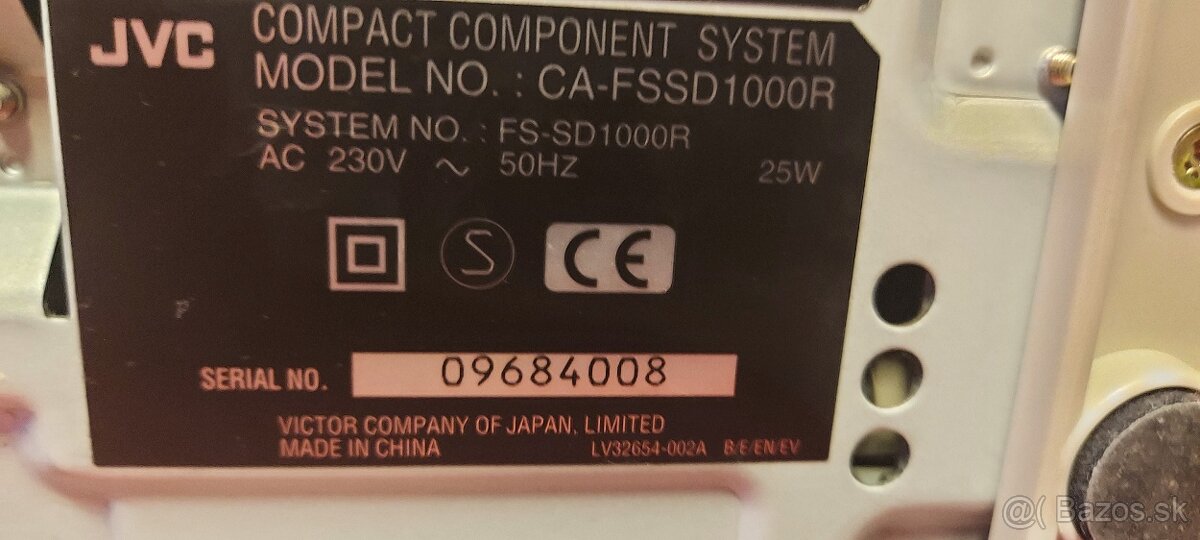 JVC COMPACT COMPONENT SYSTEM
MODEL NO. : CA-FSSD1000R
SYSTEM NO. : FS-SD1000R
AC 230V ~ 50HZ 25W
S CE
SERIAL NO. 09684008
VICTOR COMPANY OF JAPAN, LIMITED
MADE IN CHINA LV32654-002A B/E/EN/EV
@( Bazos.sk